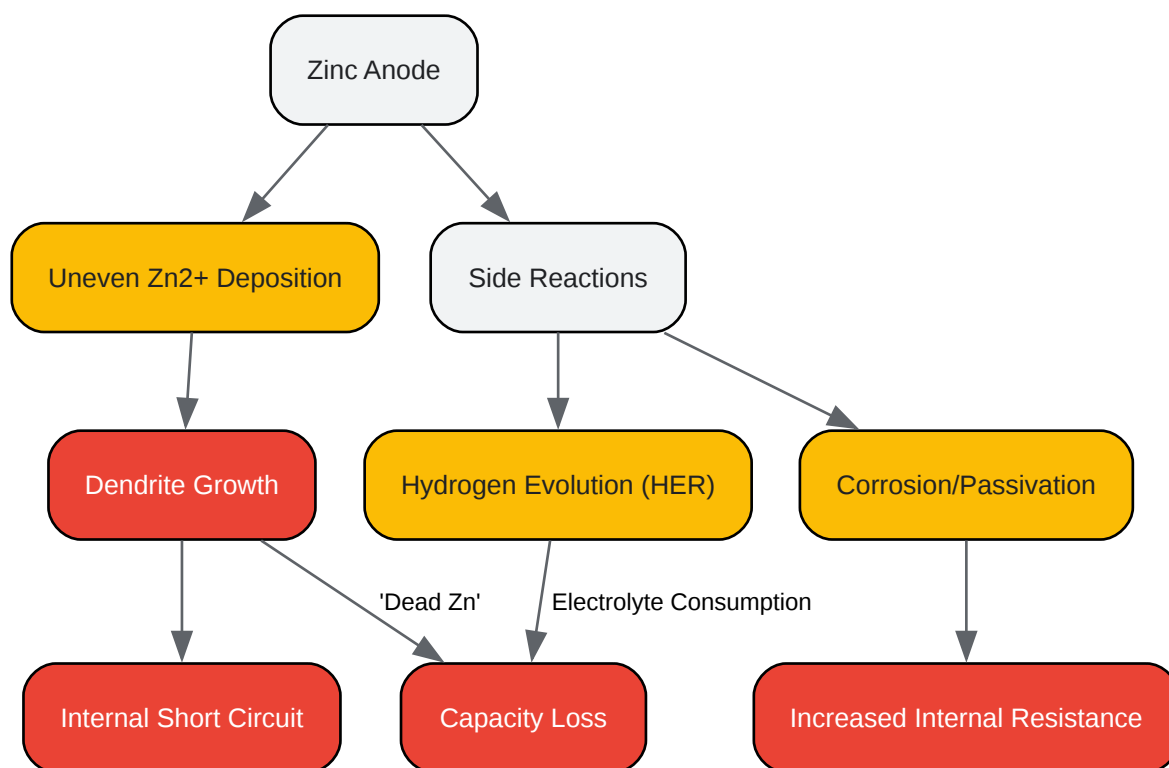 Zinc Anode
Uneven Zn2+ Deposition
Side Reactions
Dendrite Growth
Hydrogen Evolution (HER)
Corrosion/Passivation
'Dead Zn'
Electrolyte Consumption
Internal Short Circuit
Capacity Loss
Increased Internal Resistance